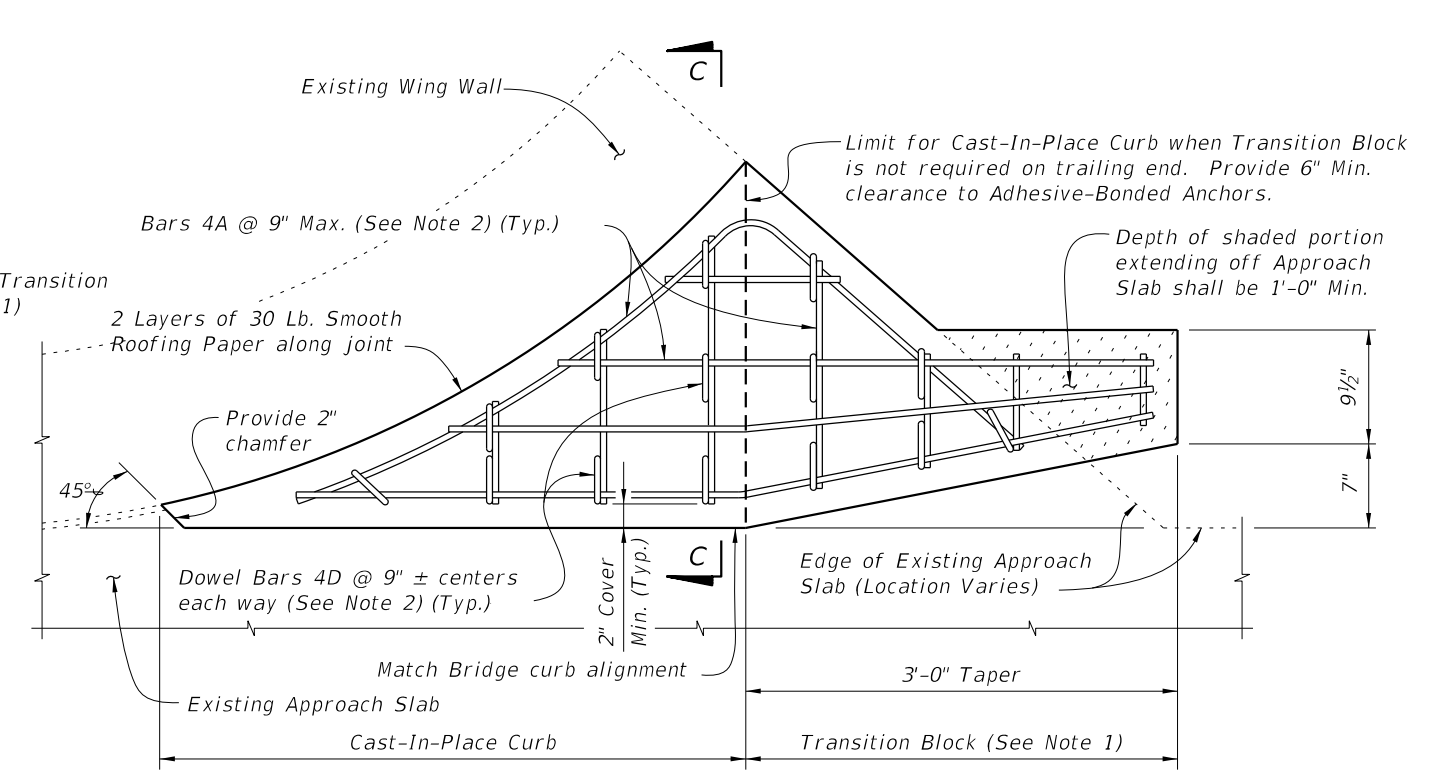 C
Existing Wing Wall
Limit for Cast-In-Place Curb when Transition Block
is not required on trailing end. Provide 6" Min.
clearance to Adhesive-Bonded Anchors.
Bars 4A @ 9" Max. (See Note 2) (Typ.)
Depth of shaded portion
extending off Approach
Slab shall be 1'-0" Min.
Transition
1)
2 Layers of 30 Lb. Smooth
Roofing Paper along joint
9½"
Provide 2"
chamfer
45°
7"
C
2" Cover
Min. (Typ.)
Edge of Existing Approach
Slab (Location Varies)
Dowel Bars 4D @ 9" ± centers
each way (See Note 2) (Typ.)
Match Bridge curb alignment
3'-0" Taper
Existing Approach Slab
Cast-In-Place Curb
Transition Block (See Note 1)